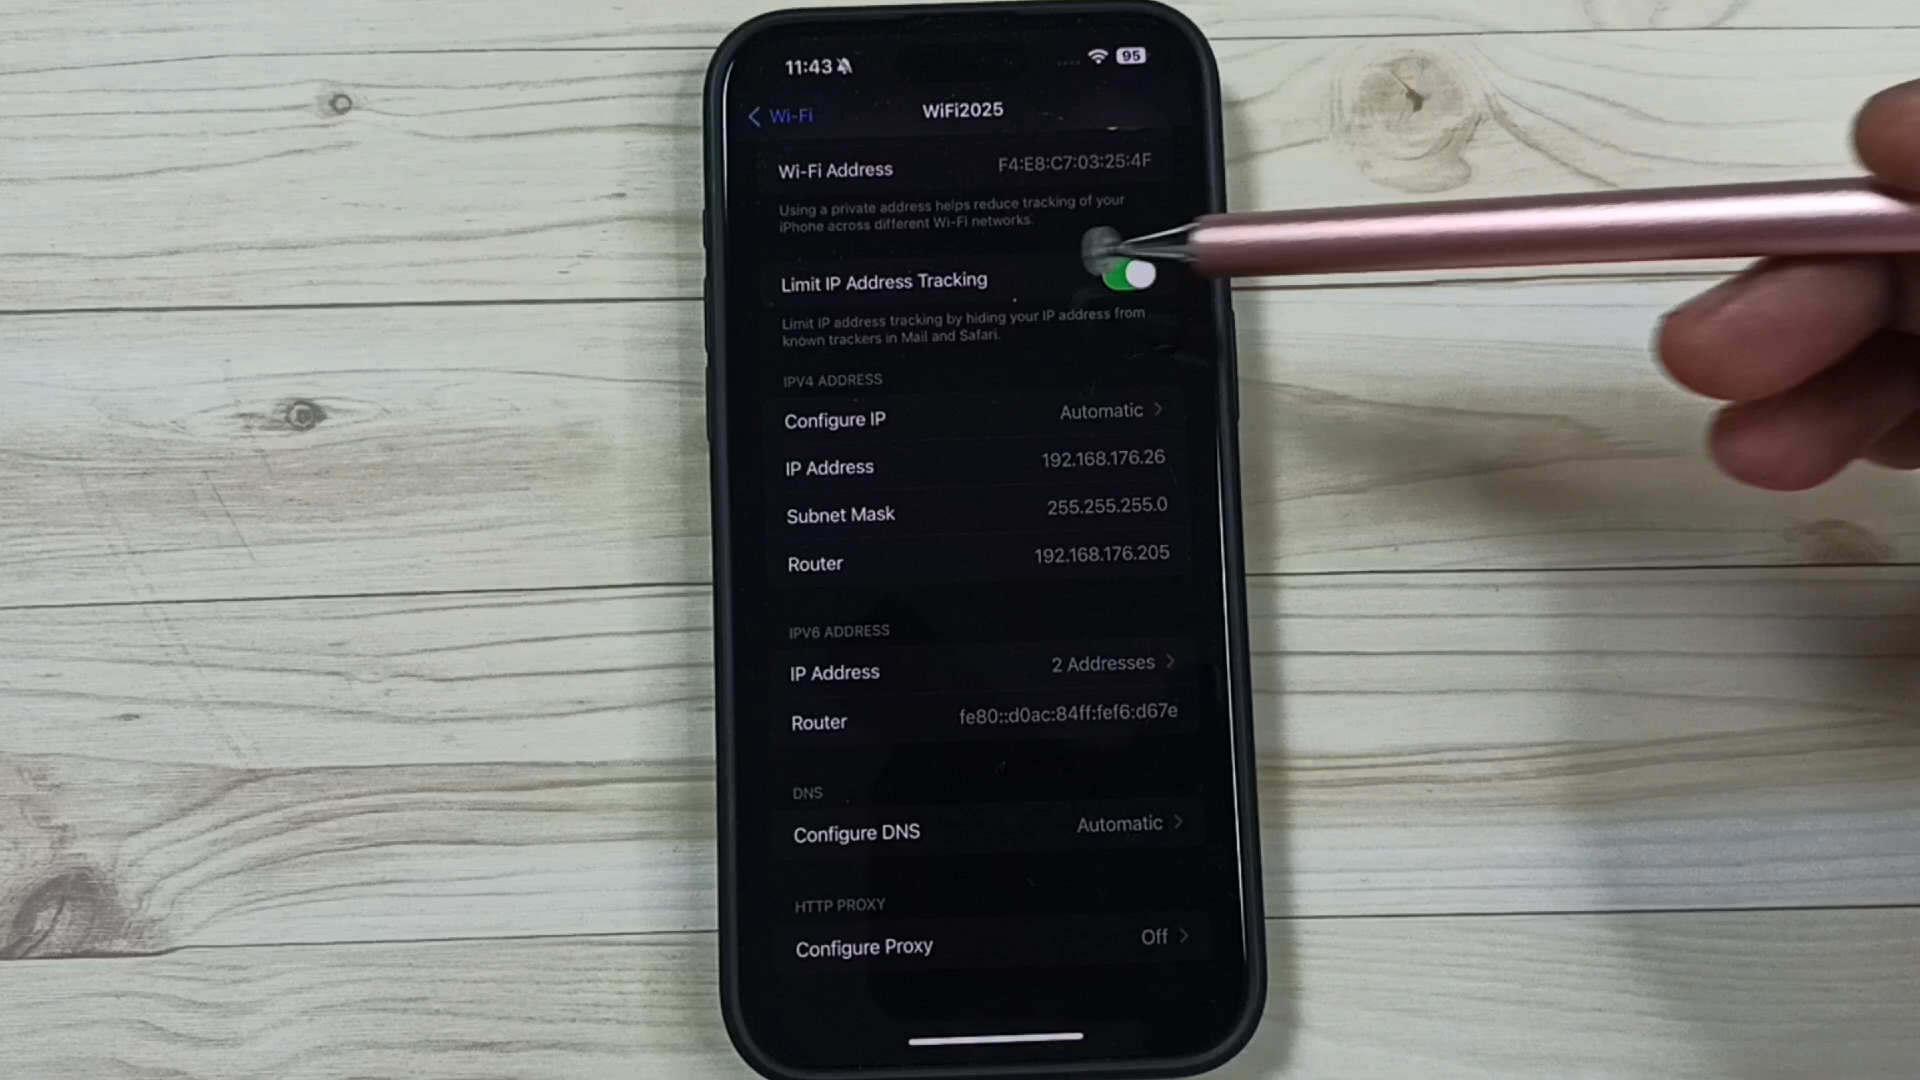 11:43
95
Wi-Fi
WiFi2025
Wi-Fi Address F4:E8:C7:03:25:4F
Using a private address helps reduce tracking of your
iPhone across different Wi-Fi networks.
Limit IP Address Tracking
Limit IP address tracking by hiding your IP address from
known trackers in Mail and Safari.
IPV4 ADDRESS
Configure IP Automatic
IP Address 192.168.176.26
Subnet Mask 255.255.255.0
Router 192.168.176.205
IPV6 ADDRESS
IP Address 2 Addresses
Router fe80::d0ac:84ff:fef6:d67e
DNS
Configure DNS Automatic
HTTP PROXY
Configure Proxy Off